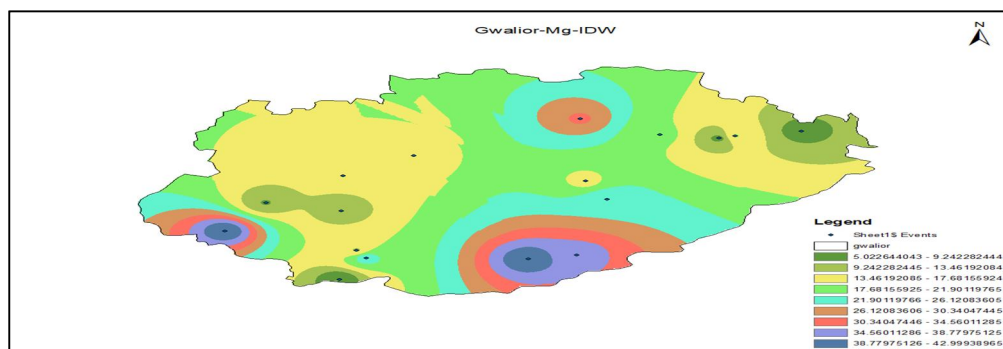 Gwalior-Mg-IDW
N
Legend
Sheet1$ Events
gwalior
5.022644043 - 9.242282444
9.242282445 - 13.46192084
13.46192085 - 17.68155924
17.68155925 - 21.90119765
21.90119766 - 26.12083605
26.12083606 - 30.34047445
30.34047446 - 34.56011285
34.56011286 - 38.77975125
38.77975126 - 42.99938965